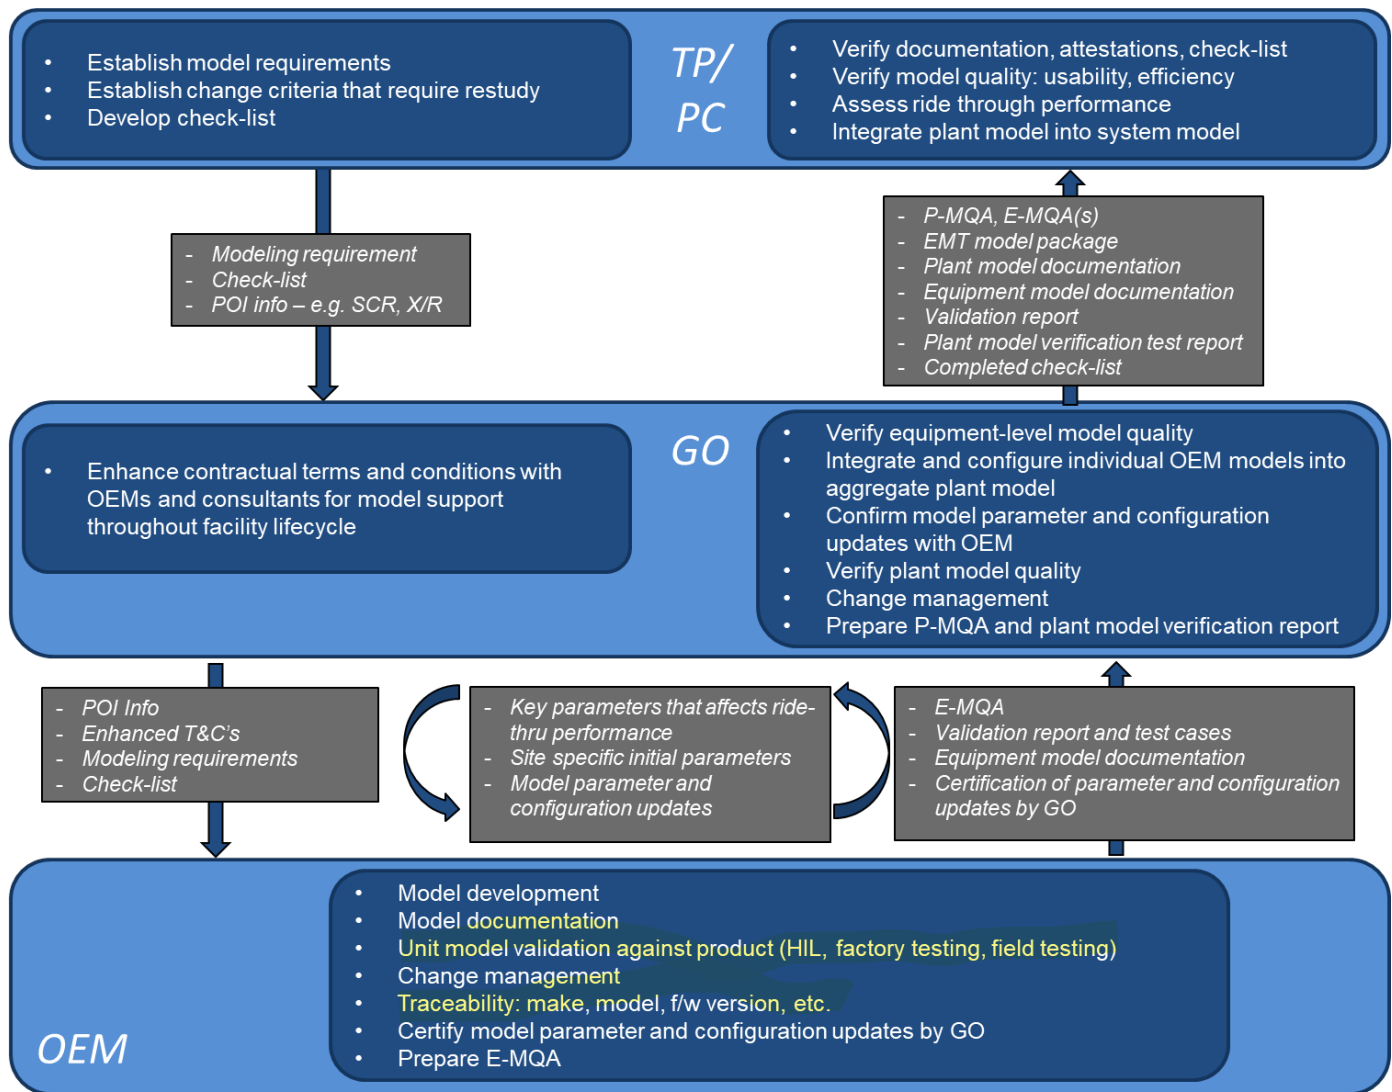 • Establish model requirements
• Establish change criteria that require restudy
• Develop check-list
TP/
PC
• Verify documentation, attestations, check-list
• Verify model quality: usability, efficiency
• Assess ride through performance
• Integrate plant model into system model
- Modeling requirement
- Check-list
- POI info – e.g. SCR, X/R
- P-MQA, E-MQA(s)
- EMT model package
- Plant model documentation
- Equipment model documentation
- Validation report
- Plant model verification test report
- Completed check-list
• Enhance contractual terms and conditions with
OEMs and consultants for model support
throughout facility lifecycle
GO
• Verify equipment-level model quality
• Integrate and configure individual OEM models into
aggregate plant model
• Confirm model parameter and configuration
updates with OEM
• Verify plant model quality
• Change management
• Prepare P-MQA and plant model verification report
- POI Info
- Enhanced T&C's
- Modeling requirements
- Check-list
- Key parameters that affects ride-
thru performance
- Site specific initial parameters
- Model parameter and
configuration updates
- E-MQA
- Validation report and test cases
- Equipment model documentation
- Certification of parameter and configuration
updates by GO
• Model development
• Model documentation
• Unit model validation against product (HIL, factory testing, field testing)
• Change management
• Traceability: make, model, f/w version, etc.
• Certify model parameter and configuration updates by GO
• Prepare E-MQA
OEM